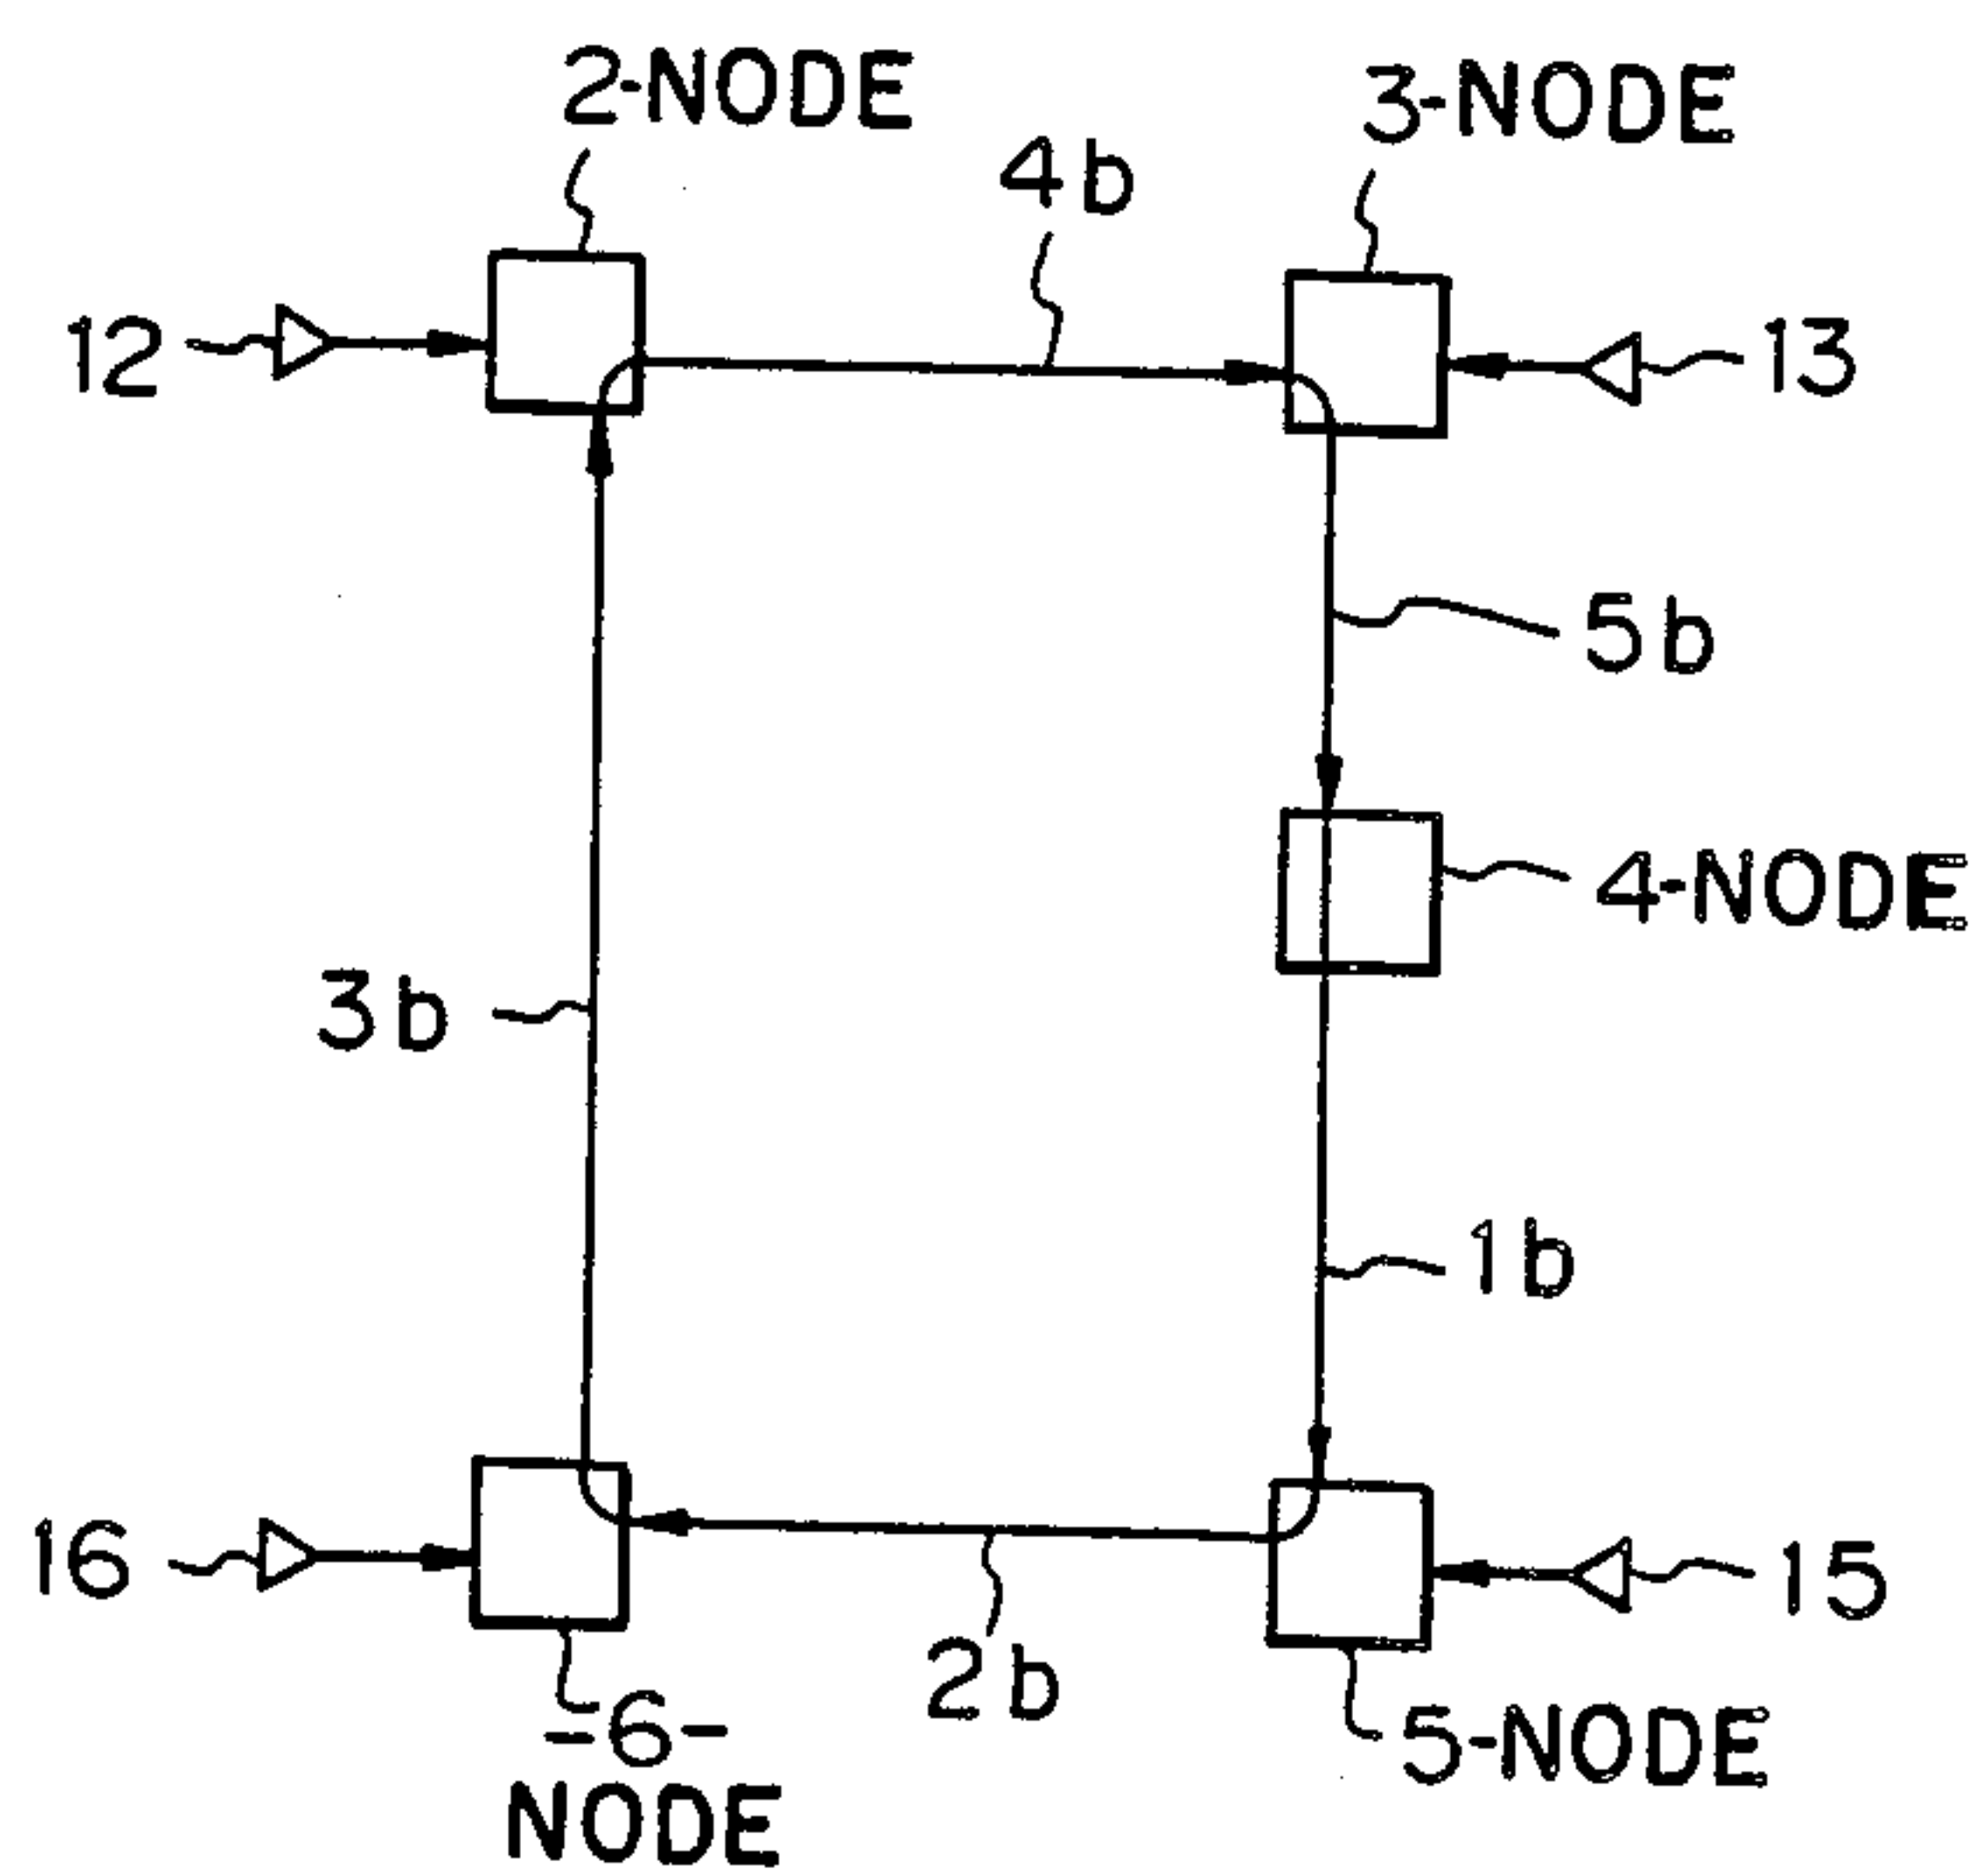 2-NODE
3-NODE
4b
12
13
5b
4-NODE
3b
1b
16
15
2b
-6-
NODE
5-NODE